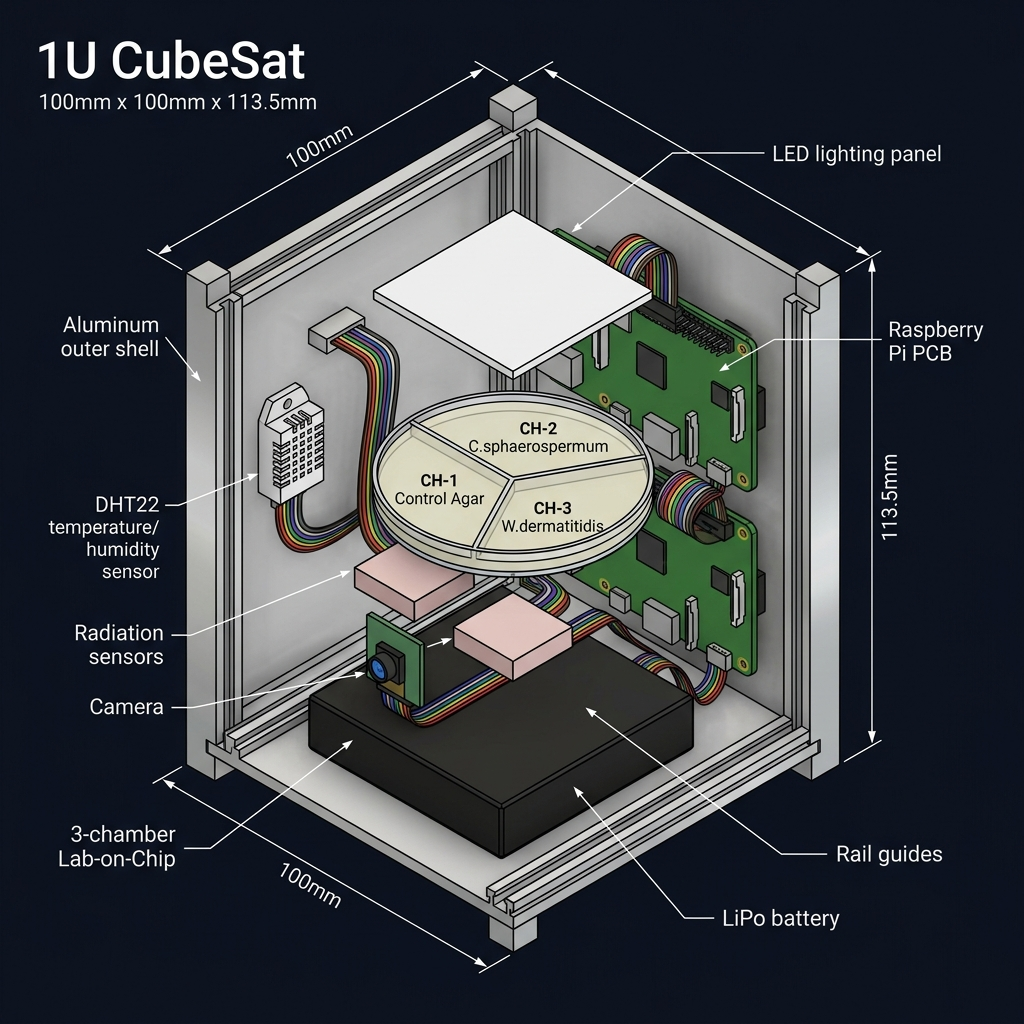 1U CubeSat
100mm x 100mm x 113.5mm
100mm
LED lighting panel
Aluminum
outer shell
Raspberry
Pi PCB
CH-2
C.sphaerospermum
CH-1
Control Agar
CH-3
W.dermatitidis
113.5mm
DHT22
temperature/
humidity
sensor
Radiation
sensors
Camera
3-chamber
Lab-on-Chip
100mm
Rail guides
LiPo battery